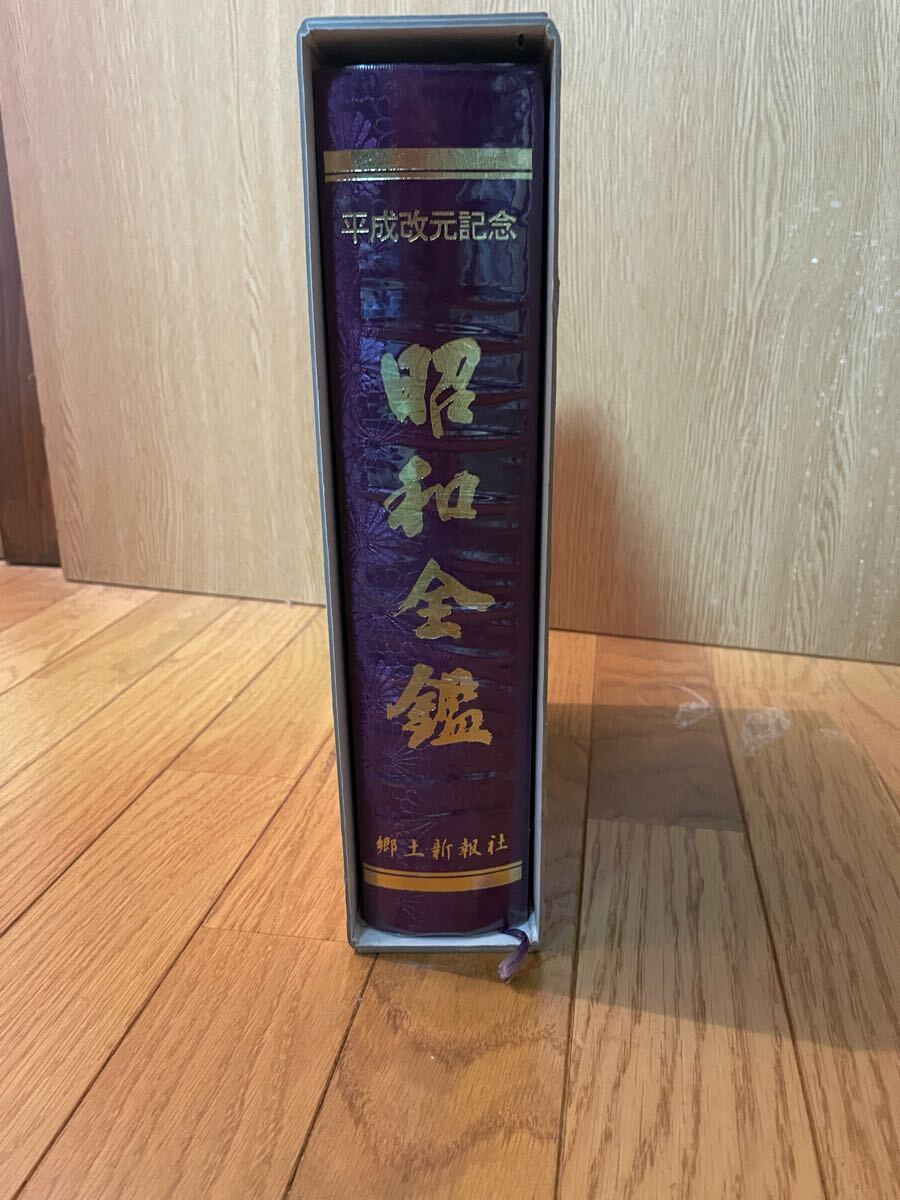 平成改元記念
昭和全鑑
郷土新報社